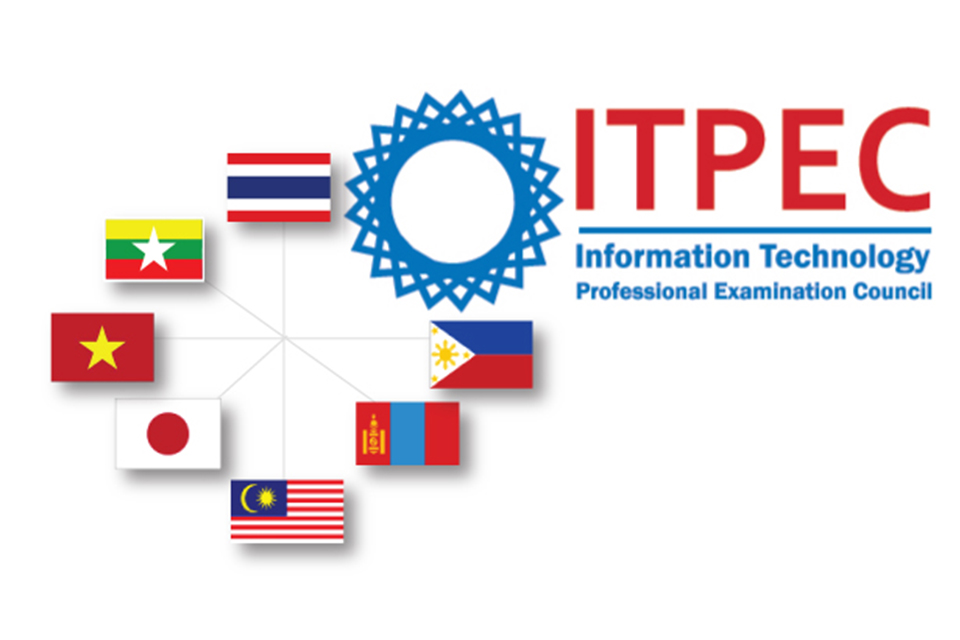 ITPEC
Information Technology
Professional Examination Council